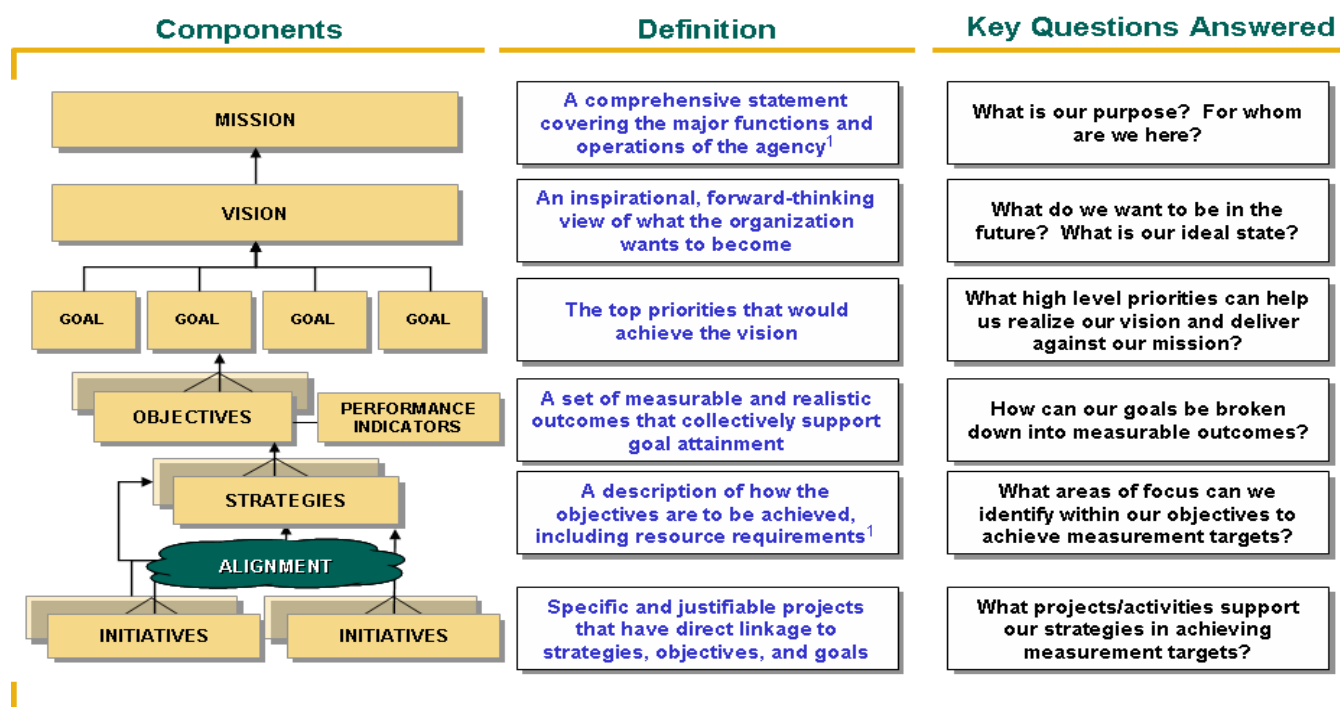 Components
Definition
Key Questions Answered
MISSION
A comprehensive statement
covering the major functions and
operations of the agency1
What is our purpose? For whom
are we here?
VISION
An inspirational, forward-thinking
view of what the organization
wants to become
What do we want to be in the
future? What is our ideal state?
GOAL
GOAL
GOAL
GOAL
The top priorities that would
achieve the vision
What high level priorities can help
us realize our vision and deliver
against our mission?
OBJECTIVES
PERFORMANCE
INDICATORS
A set of measurable and realistic
outcomes that collectively support
goal attainment
How can our goals be broken
down into measurable outcomes?
STRATEGIES
A description of how the
objectives are to be achieved,
including resource requirements1
What areas of focus can we
identify within our objectives to
achieve measurement targets?
ALIGNMENT
INITIATIVES
INITIATIVES
Specific and justifiable projects
that have direct linkage to
strategies, objectives, and goals
What projects/activities support
our strategies in achieving
measurement targets?